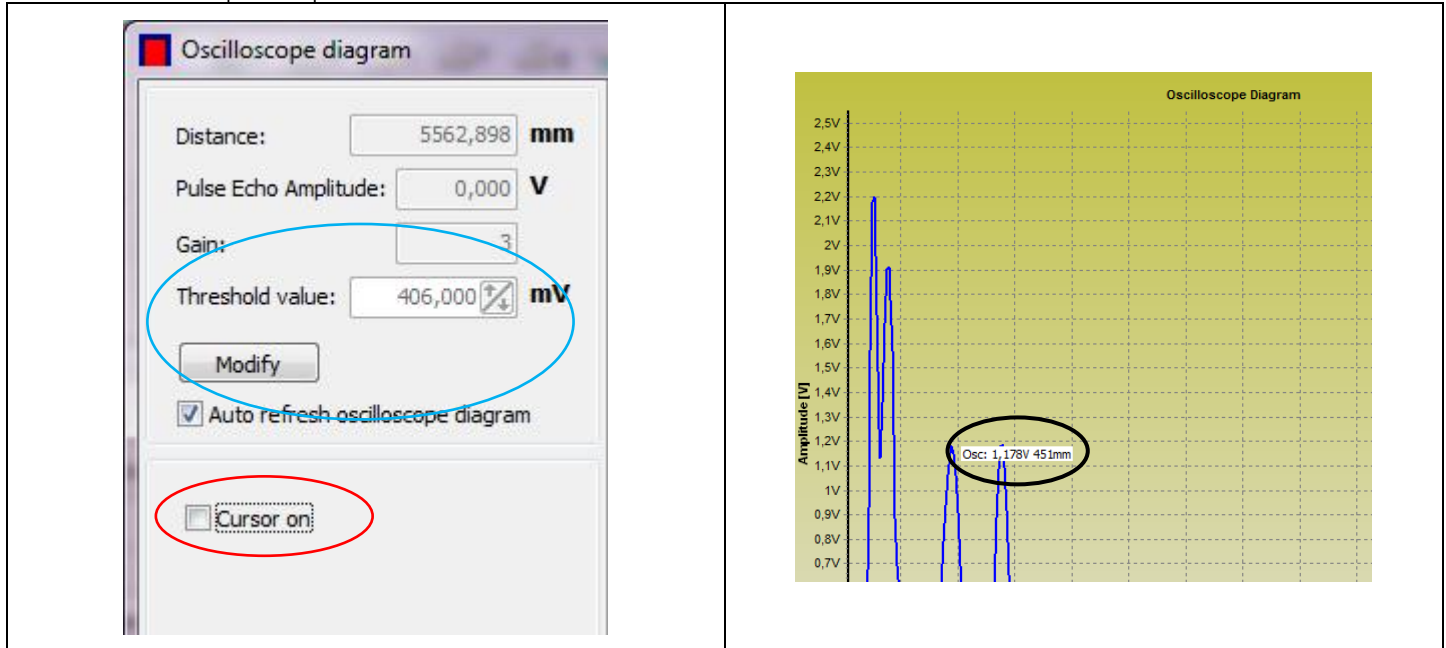 Oscilloscope diagram
Distance: 5562,898 mm
Pulse Echo Amplitude: 0,000 V
Gain: 3
Threshold value: 406,000 mV
Modify
Auto refresh oscilloscope diagram
Cursor on
Oscilloscope Diagram
2,5V
2,4V
2,3V
2,2V
2,1V
2V
1,9V
1,8V
1,7V
1,6V
1,5V
1,4V
1,3V
1,2V
1,1V
1V
0,9V
0,8V
0,7V
Amplitude [V]
Osc: 1,178V 451mm